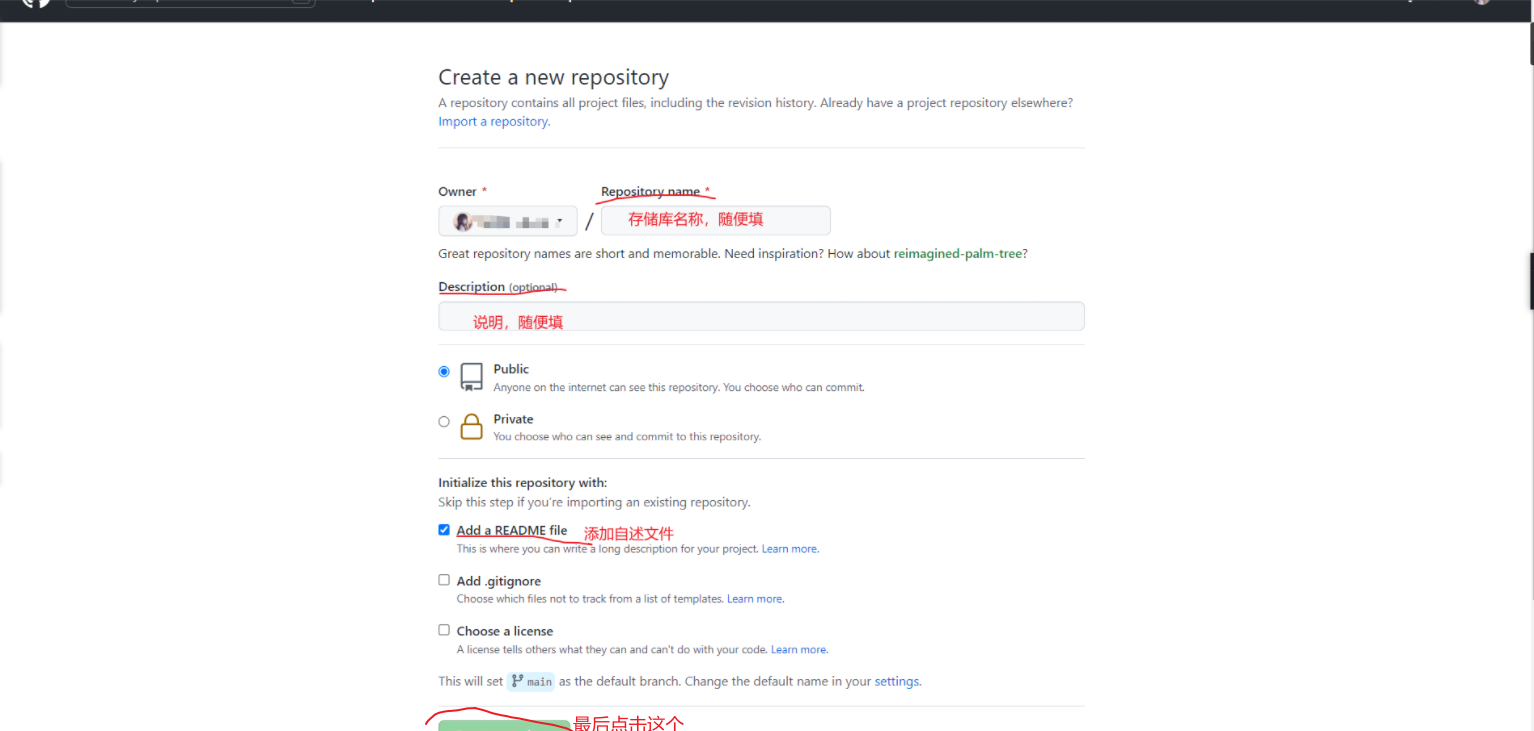 Create a new repository
A repository contains all project files, including the revision history. Already have a project repository elsewhere?
Import a repository.
Owner * Repository name *
/ 存储库名称，随便填
Great repository names are short and memorable. Need inspiration? How about reimagined-palm-tree?
Description (optional)
说明，随便填
Public
Anyone on the internet can see this repository. You choose who can commit.
Private
You choose who can see and commit to this repository.
Initialize this repository with:
Skip this step if you're importing an existing repository.
Add a README file 添加自述文件
This is where you can write a long description for your project. Learn more.
Add .gitignore
Choose which files not to track from a list of templates. Learn more.
Choose a license
A license tells others what they can and can't do with your code. Learn more.
This will set main as the default branch. Change the default name in your settings.
最后点击这个